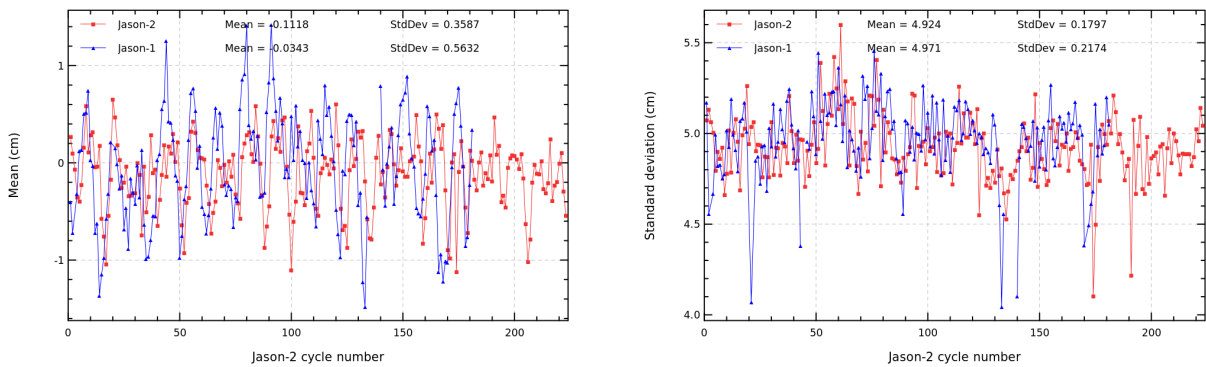 Jason-2 Mean = -0.1118 StdDev = 0.3587
Jason-1 Mean = -0.0343 StdDev = 0.5632
Mean (cm)
1
0
-1
0 50 100 150 200
Jason-2 cycle number
Jason-2 Mean = 4.924 StdDev = 0.1797
Jason-1 Mean = 4.971 StdDev = 0.2174
Standard deviation (cm)
5.5
5.0
4.5
4.0
0 50 100 150 200
Jason-2 cycle number